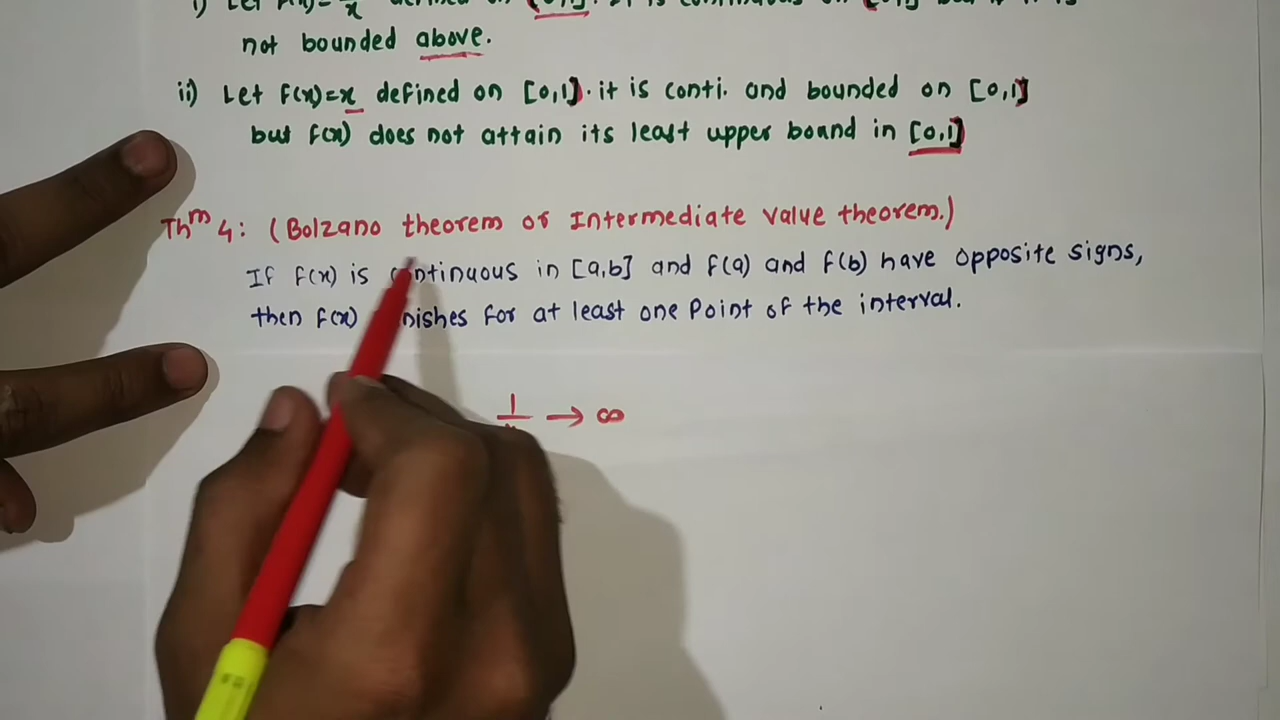 not bounded above.
ii) Let f(x)=x defined on [0,1]. it is conti. and bounded on [0,1]
but f(x) does not attain its least upper bound in [0,1]
Thm 4: (Bolzano theorem or Intermediate value theorem.)
If f(x) is continuous in [a,b] and f(a) and f(b) have opposite signs,
then f(x) for at least one point of the interval.
1 → ∞